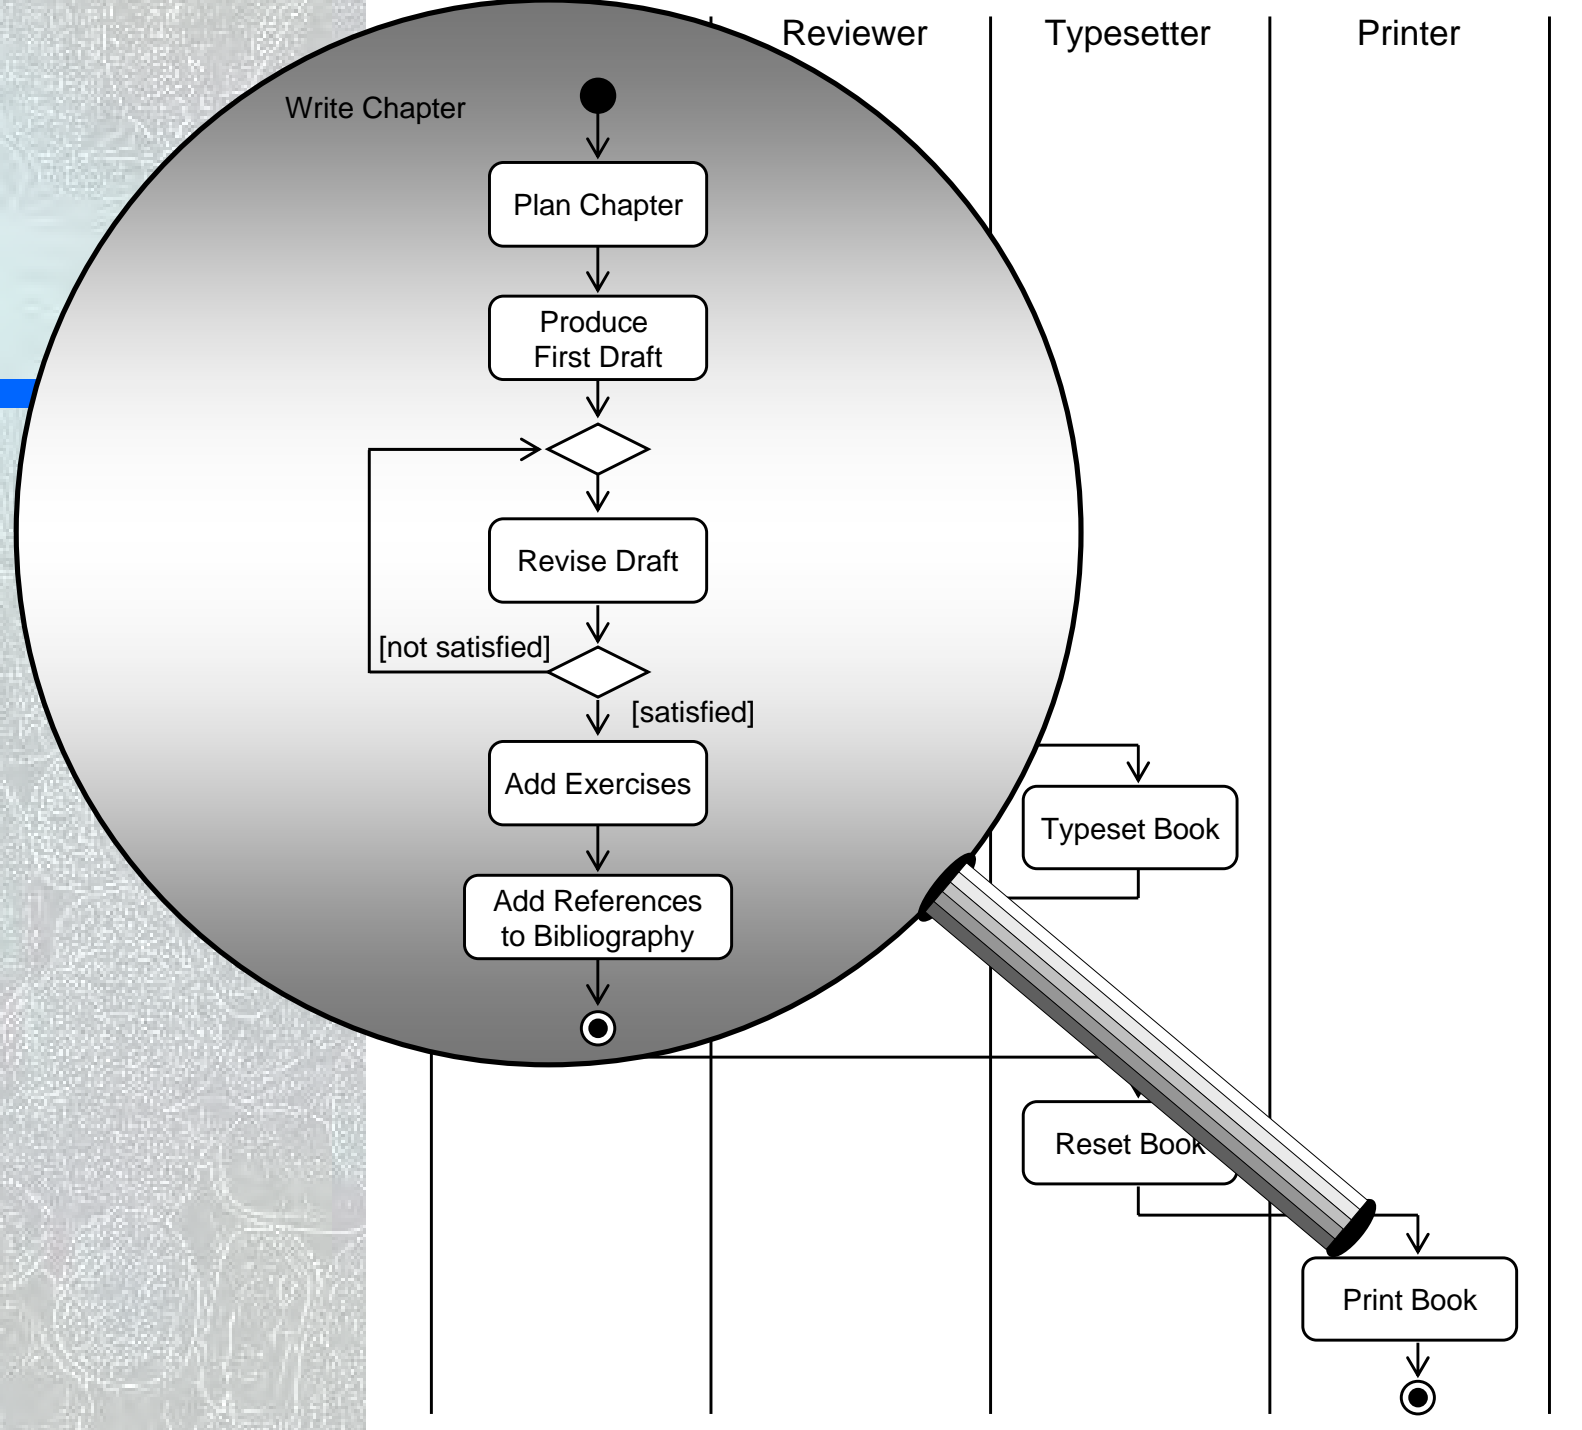 Reviewer
Typesetter
Printer
Write Chapter
Plan Chapter
Produce
First Draft
Revise Draft
[not satisfied]
[satisfied]
Add Exercises
Typeset Book
Add References
to Bibliography
Reset Book
Print Book